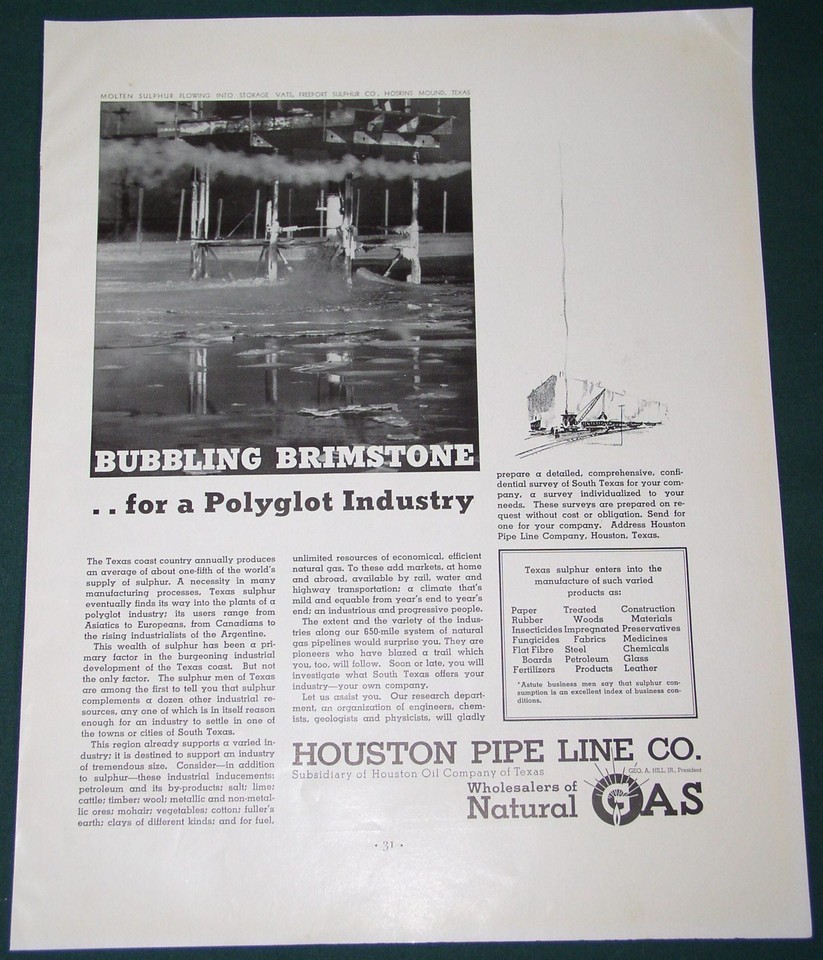 MOLTEN SULPHUR FLOWING INTO STORAGE VATS, FREEPORT SULPHUR CO., HOSKINS MOUND, TEXAS
BUBBLING BRIMSTONE
. . for a Polyglot Industry
The Texas coast country annually produces
an average of about one-fifth of the world's
supply of sulphur. A necessity in many
manufacturing processes, Texas sulphur
eventually finds its way into the plants of a
polyglot industry; its users range from
Asiatics to Europeans, from Canadians to
the rising industrialists of the Argentine.
This wealth of sulphur has been a pri-
mary factor in the burgeoning industrial
development of the Texas coast. But not
the only factor. The sulphur men of Texas
are among the first to tell you that sulphur
complements a dozen other industrial re-
sources, any one of which is in itself reason
enough for an industry to settle in one of
the towns or cities of South Texas.
This region already supports a varied in-
dustry; it is destined to support an industry
of tremendous size. Consider—in addition
to sulphur—these industrial inducements:
petroleum and its by-products; salt; lime;
cattle; timber; wool; metallic and non-metal-
lic ores; mohair; vegetables; cotton; fuller's
earth; clays of different kinds; and for fuel,
unlimited resources of economical, efficient
natural gas. To these add markets, at home
and abroad, available by rail, water and
highway transportation; a climate that's
mild and equable from year's end to year's
end; an industrious and progressive people.
The extent and the variety of the indus-
tries along our 650-mile system of natural
gas pipelines would surprise you. They are
pioneers who have blazed a trail which
you, too, will follow. Soon or late, you will
investigate what South Texas offers your
industry—your own company.
Let us assist you. Our research depart-
ment, an organization of engineers, chem-
ists, geologists and physicists, will gladly
prepare a detailed, comprehensive, confi-
dential survey of South Texas for your com-
pany, a survey individualized to your
needs. These surveys are prepared on re-
quest without cost or obligation. Send for
one for your company. Address Houston
Pipe Line Company, Houston, Texas.
Texas sulphur enters into the
manufacture of such varied
products as:
Paper Treated Construction
Rubber Woods Materials
Insecticides Impregnated Preservatives
Fungicides Fabrics Medicines
Flat Fibre Steel Chemicals
Boards Petroleum Glass
Fertilizers Products Leather
*Astute business men say that sulphur con-
sumption is an excellent index of business con-
ditions.
HOUSTON PIPE LINE CO.
Subsidiary of Houston Oil Company of Texas
GEO. A. HILL, JR., President
Wholesalers of
Natural GAS
· 31 ·